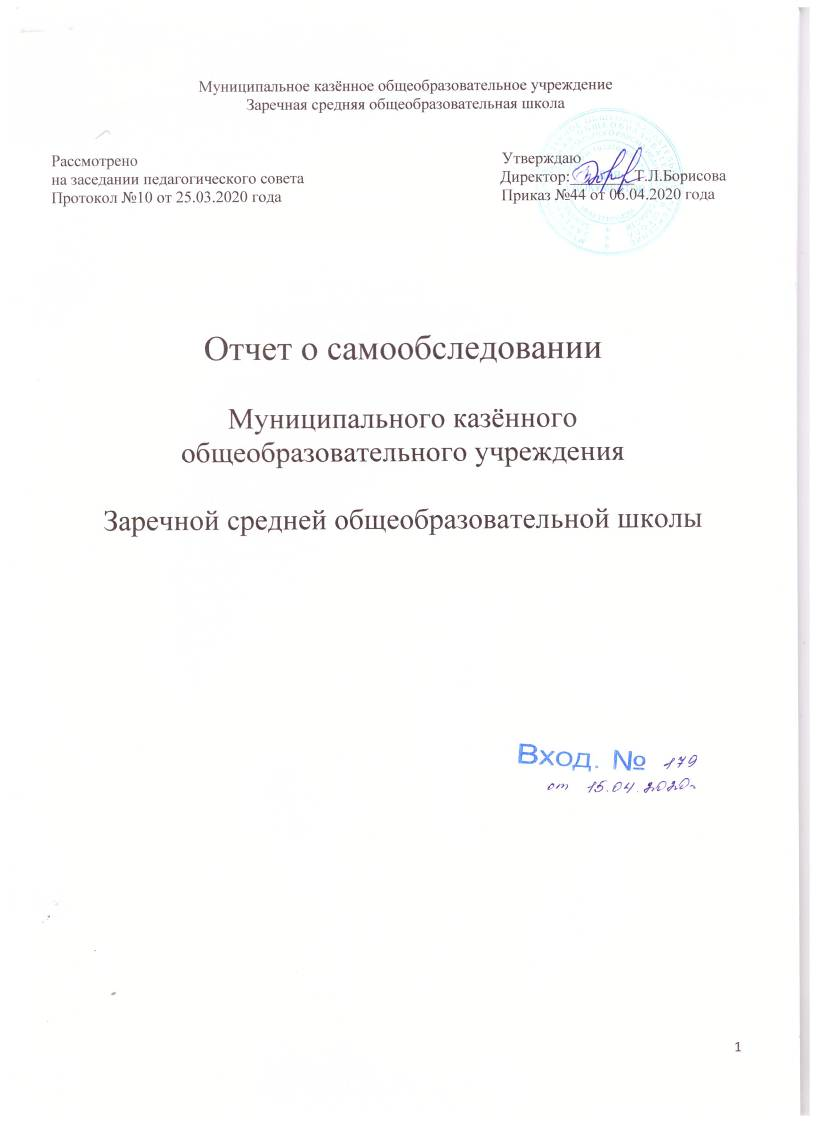 Муниципальное казённое общеобразовательное учреждение
Заречная средняя общеобразовательная школа
Рассмотрено
на заседании педагогического совета
Протокол №10 от 25.03.2020 года
Утверждаю
Директор:________Т.Л.Борисова
Приказ №44 от 06.04.2020 года
Отчет о самообследовании
Муниципального казённого
общеобразовательного учреждения
Заречной средней общеобразовательной школы
Вход. № 179
от 15.04.2020г
1